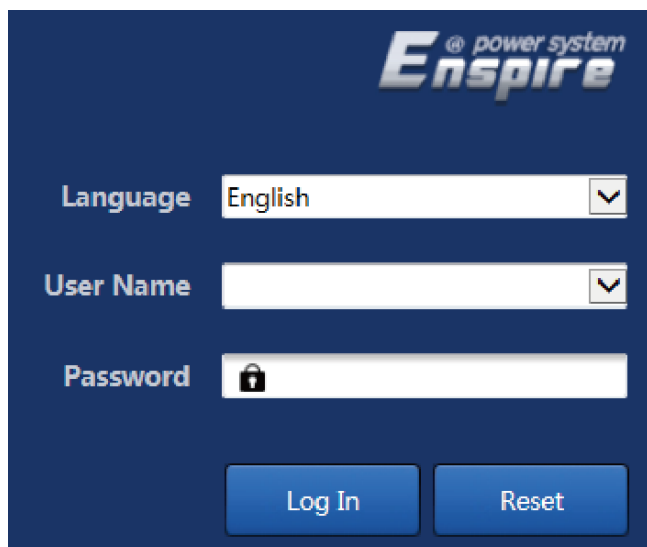 @ power system
Enspire
Language English
User Name
Password
Log In Reset